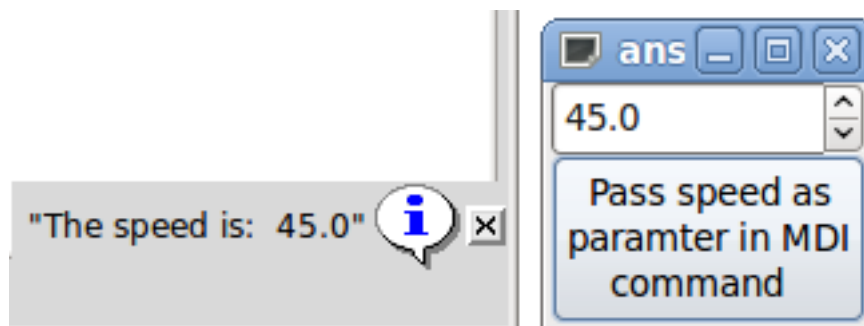 ans
45.0
"The speed is:  45.0"
Pass speed as
paramter in MDI
command